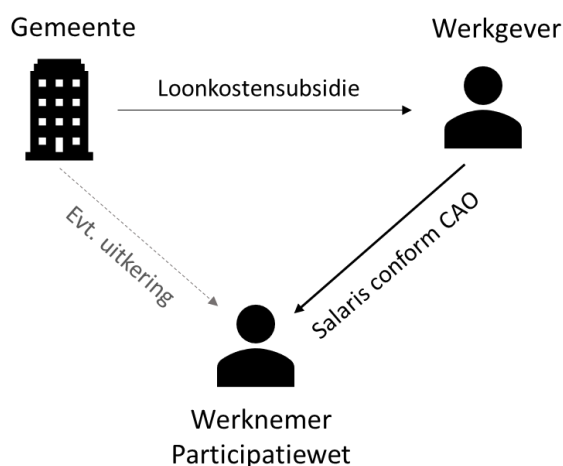 Gemeente
Werkgever
Loonkostensubsidie
Evt. uitkering
Salaris conform CAO
Werknemer
Participatiewet